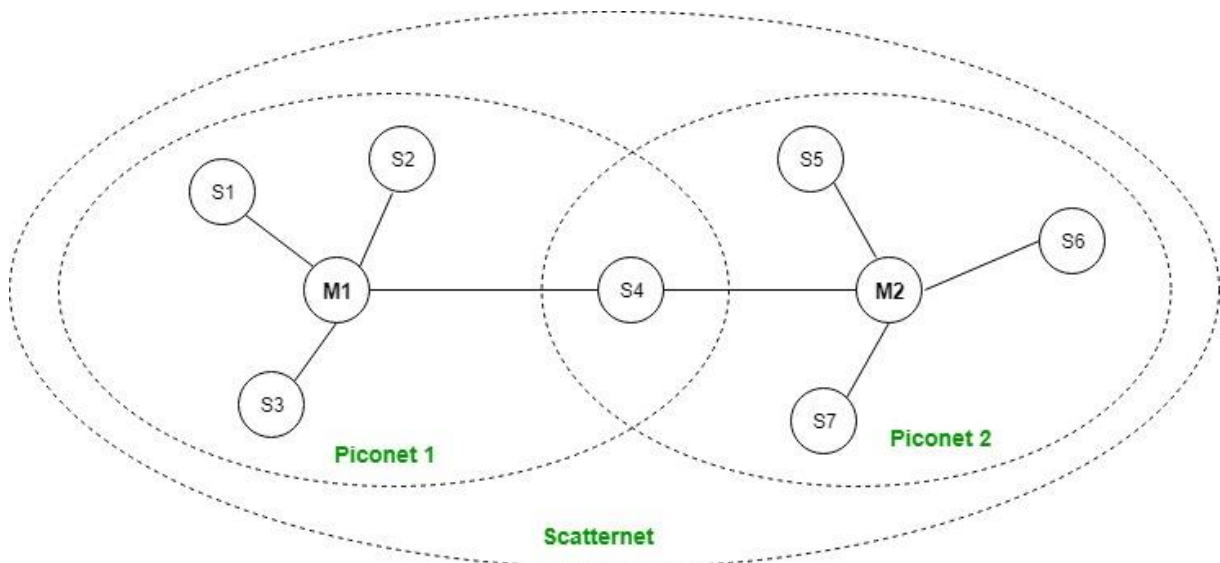 S1
S2
M1
S3
Piconet 1
S4
S5
S6
M2
S7
Piconet 2
Scatternet